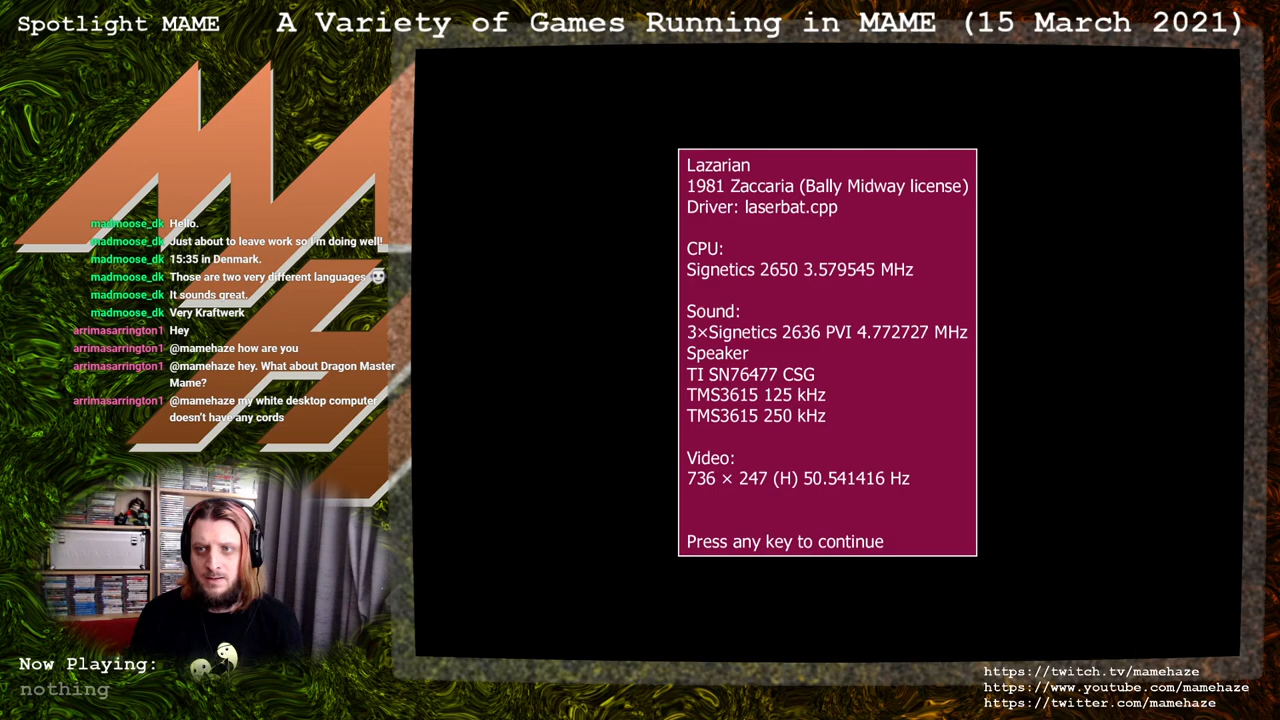 Spotlight MAME
A Variety of Games Running in MAME (15 March 2021)
madmoose_dk Hello.
madmoose_dk Just about to leave work so I'm doing well!
madmoose_dk 15:35 in Denmark.
madmoose_dk Those are two very different languages
madmoose_dk It sounds great.
madmoose_dk Very Kraftwerk
arrimasarrington1 Hey
arrimasarrington1 @mamehaze how are you
arrimasarrington1 @mamehaze hey. What about Dragon Master
Mame?
arrimasarrington1 @mamehaze my white desktop computer
doesn't have any cords
Lazarian
1981 Zaccaria (Bally Midway license)
Driver: laserbat.cpp
CPU:
Signetics 2650 3.579545 MHz
Sound:
3×Signetics 2636 PVI 4.772727 MHz
Speaker
TI SN76477 CSG
TMS3615 125 kHz
TMS3615 250 kHz
Video:
736 × 247 (H) 50.541416 Hz
Press any key to continue
Now Playing:
nothing
https://twitch.tv/mamehaze
https://www.youtube.com/mamehaze
https://twitter.com/mamehaze